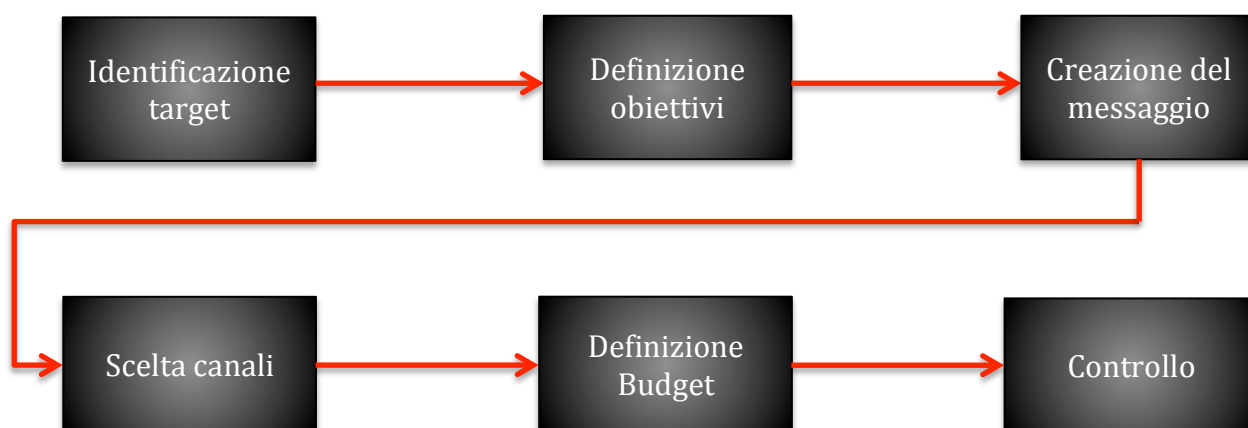 Identificazione
target
Definizione
obiettivi
Creazione del
messaggio
Scelta canali
Definizione
Budget
Controllo